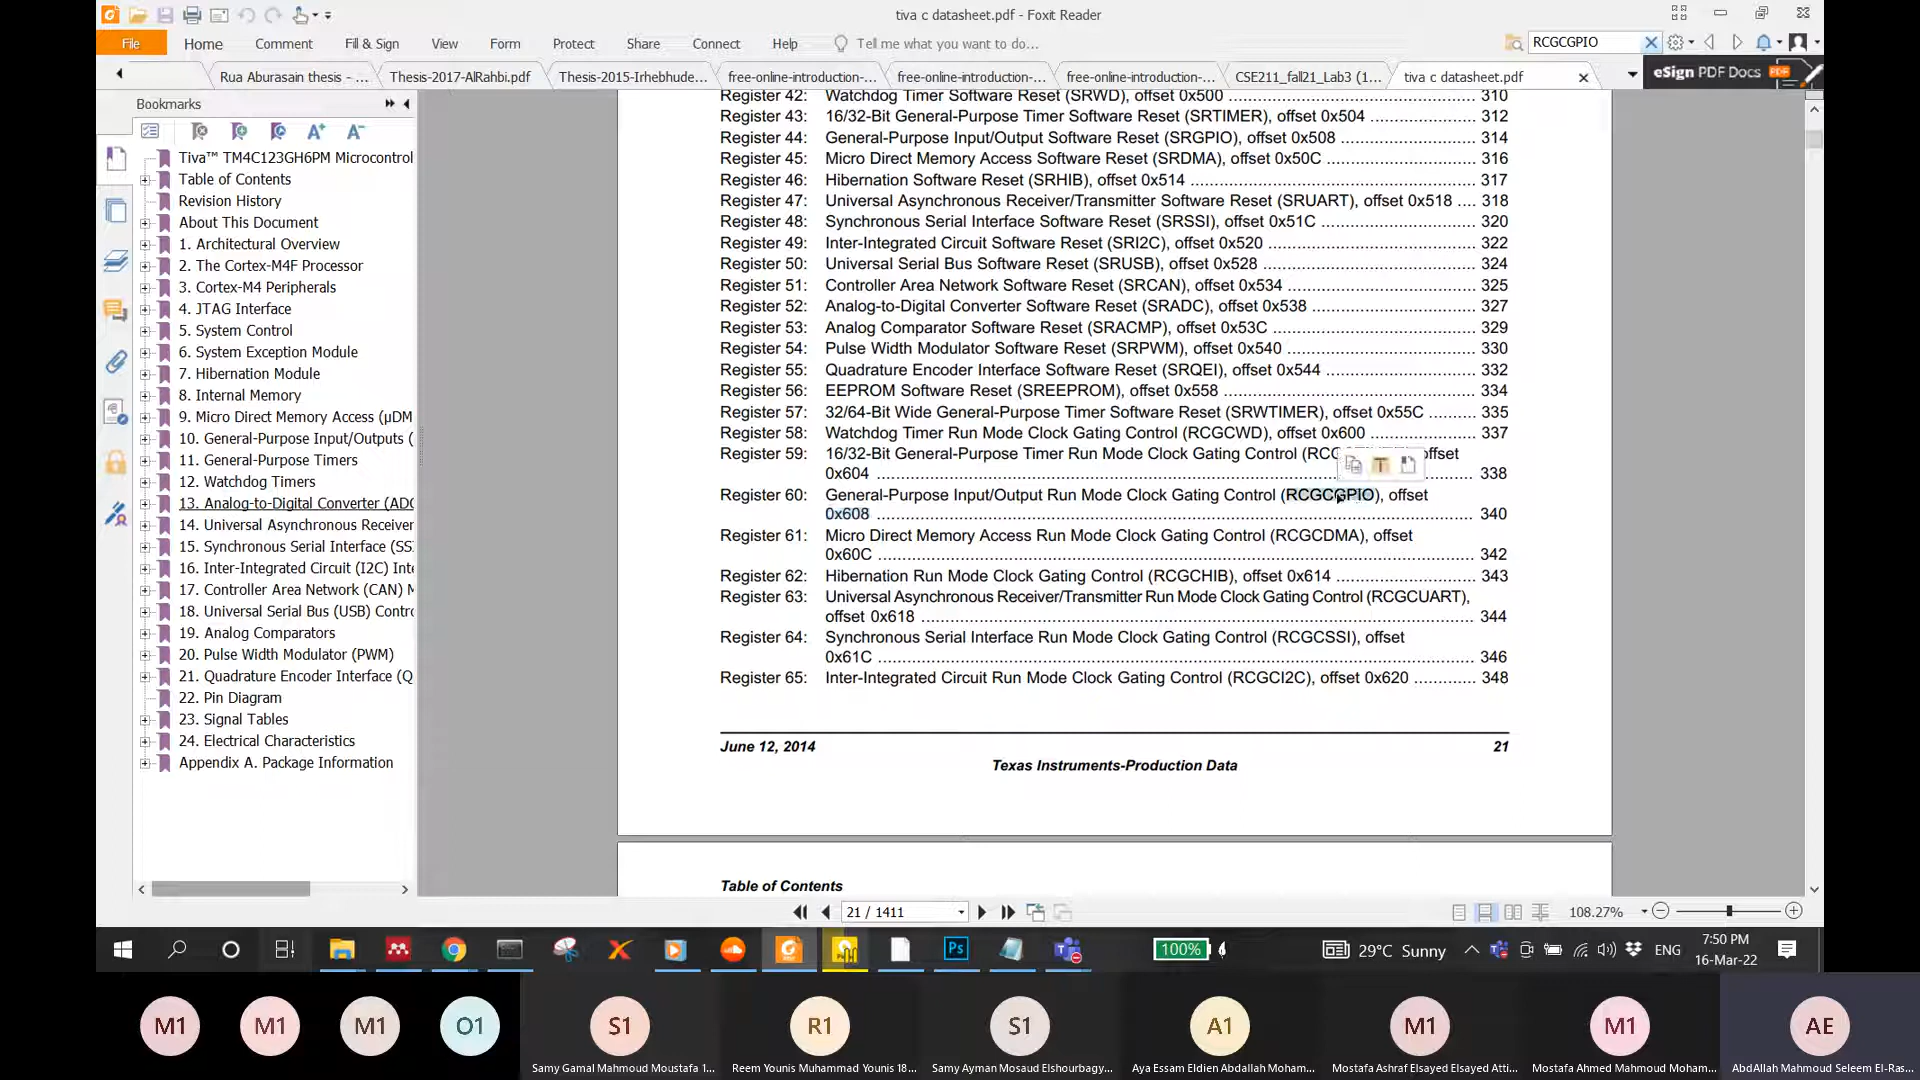 tiva c datasheet.pdf - Foxit Reader
File Home Comment Fill & Sign View Form Protect Share Connect Help Tell me what you want to do... RCGCGPIO
Rua Aburasain thesis - ... Thesis-2017-AlRahbi.pdf Thesis-2015-Irhebhude... free-online-introduction-... free-online-introduction-... free-online-introduction-... CSE211_fall21_Lab3 (1... tiva c datasheet.pdf eSign PDF Docs PDF
Bookmarks
Tiva™ TM4C123GH6PM Microcontrol
Table of Contents
Revision History
About This Document
1. Architectural Overview
2. The Cortex-M4F Processor
3. Cortex-M4 Peripherals
4. JTAG Interface
5. System Control
6. System Exception Module
7. Hibernation Module
8. Internal Memory
9. Micro Direct Memory Access (µDM
10. General-Purpose Input/Outputs (
11. General-Purpose Timers
12. Watchdog Timers
13. Analog-to-Digital Converter (ADC
14. Universal Asynchronous Receiver
15. Synchronous Serial Interface (SS
16. Inter-Integrated Circuit (I2C) Inte
17. Controller Area Network (CAN) M
18. Universal Serial Bus (USB) Contro
19. Analog Comparators
20. Pulse Width Modulator (PWM)
21. Quadrature Encoder Interface (Q
22. Pin Diagram
23. Signal Tables
24. Electrical Characteristics
Appendix A. Package Information
Register 42: Watchdog Timer Software Reset (SRWD), offset 0x500 ... 310
Register 43: 16/32-Bit General-Purpose Timer Software Reset (SRTIMER), offset 0x504 ... 312
Register 44: General-Purpose Input/Output Software Reset (SRGPIO), offset 0x508 ... 314
Register 45: Micro Direct Memory Access Software Reset (SRDMA), offset 0x50C ... 316
Register 46: Hibernation Software Reset (SRHIB), offset 0x514 ... 317
Register 47: Universal Asynchronous Receiver/Transmitter Software Reset (SRUART), offset 0x518 .... 318
Register 48: Synchronous Serial Interface Software Reset (SRSSI), offset 0x51C ... 320
Register 49: Inter-Integrated Circuit Software Reset (SRI2C), offset 0x520 ... 322
Register 50: Universal Serial Bus Software Reset (SRUSB), offset 0x528 ... 324
Register 51: Controller Area Network Software Reset (SRCAN), offset 0x534 ... 325
Register 52: Analog-to-Digital Converter Software Reset (SRADC), offset 0x538 ... 327
Register 53: Analog Comparator Software Reset (SRACMP), offset 0x53C ... 329
Register 54: Pulse Width Modulator Software Reset (SRPWM), offset 0x540 ... 330
Register 55: Quadrature Encoder Interface Software Reset (SRQEI), offset 0x544 ... 332
Register 56: EEPROM Software Reset (SREEPROM), offset 0x558 ... 334
Register 57: 32/64-Bit Wide General-Purpose Timer Software Reset (SRWTIMER), offset 0x55C ... 335
Register 58: Watchdog Timer Run Mode Clock Gating Control (RCGCWD), offset 0x600 ... 337
Register 59: 16/32-Bit General-Purpose Timer Run Mode Clock Gating Control (RCG offset
0x604 ... 338
Register 60: General-Purpose Input/Output Run Mode Clock Gating Control (RCGCGPIO), offset
0x608 ... 340
Register 61: Micro Direct Memory Access Run Mode Clock Gating Control (RCGCDMA), offset
0x60C ... 342
Register 62: Hibernation Run Mode Clock Gating Control (RCGCHIB), offset 0x614 ... 343
Register 63: Universal Asynchronous Receiver/Transmitter Run Mode Clock Gating Control (RCGCUART),
offset 0x618 ... 344
Register 64: Synchronous Serial Interface Run Mode Clock Gating Control (RCGCSSI), offset
0x61C ... 346
Register 65: Inter-Integrated Circuit Run Mode Clock Gating Control (RCGCI2C), offset 0x620 ... 348
June 12, 2014 21
Texas Instruments-Production Data
Table of Contents
21 / 1411 108.27%
100% 29°C Sunny ENG 7:50 PM
16-Mar-22
M1 M1 M1 O1 S1 R1 S1 A1 M1 M1 AE
Samy Gamal Mahmoud Moustafa 1... Reem Younis Muhammad Younis 18... Samy Ayman Mosaud Elshourbagy... Aya Essam Eldien Abdallah Moham... Mostafa Ashraf Elsayed Elsayed Atti... Mostafa Ahmed Mahmoud Moham... AbdAllah Mahmoud Seleem El-Ras...